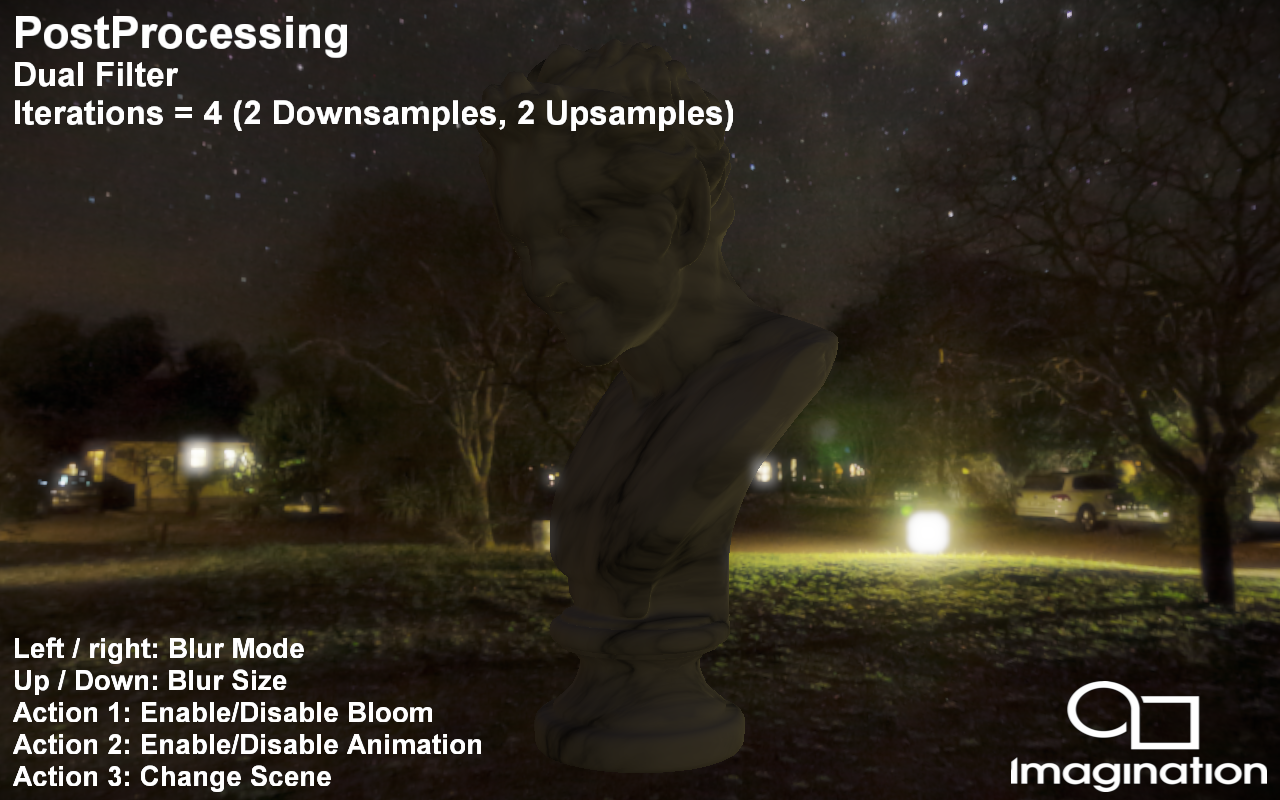 PostProcessing
Dual Filter
Iterations = 4 (2 Downsamples, 2 Upsamples)
Left / right: Blur Mode
Up / Down: Blur Size
Action 1: Enable/Disable Bloom
Action 2: Enable/Disable Animation
Action 3: Change Scene
Imagination